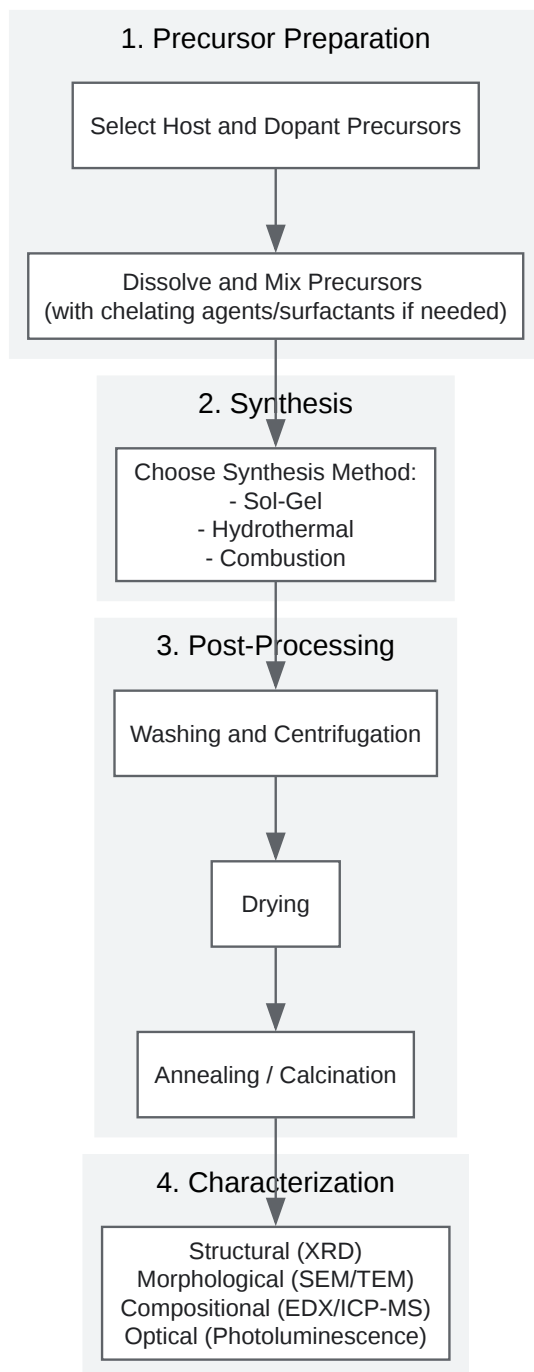 1. Precursor Preparation
Select Host and Dopant Precursors
Dissolve and Mix Precursors
(with chelating agents/surfactants if needed)
2. Synthesis
Choose Synthesis Method:
- Sol-Gel
- Hydrothermal
- Combustion
3. Post-Processing
Washing and Centrifugation
Drying
Annealing / Calcination
4. Characterization
Structural (XRD)
Morphological (SEM/TEM)
Compositional (EDX/ICP-MS)
Optical (Photoluminescence)